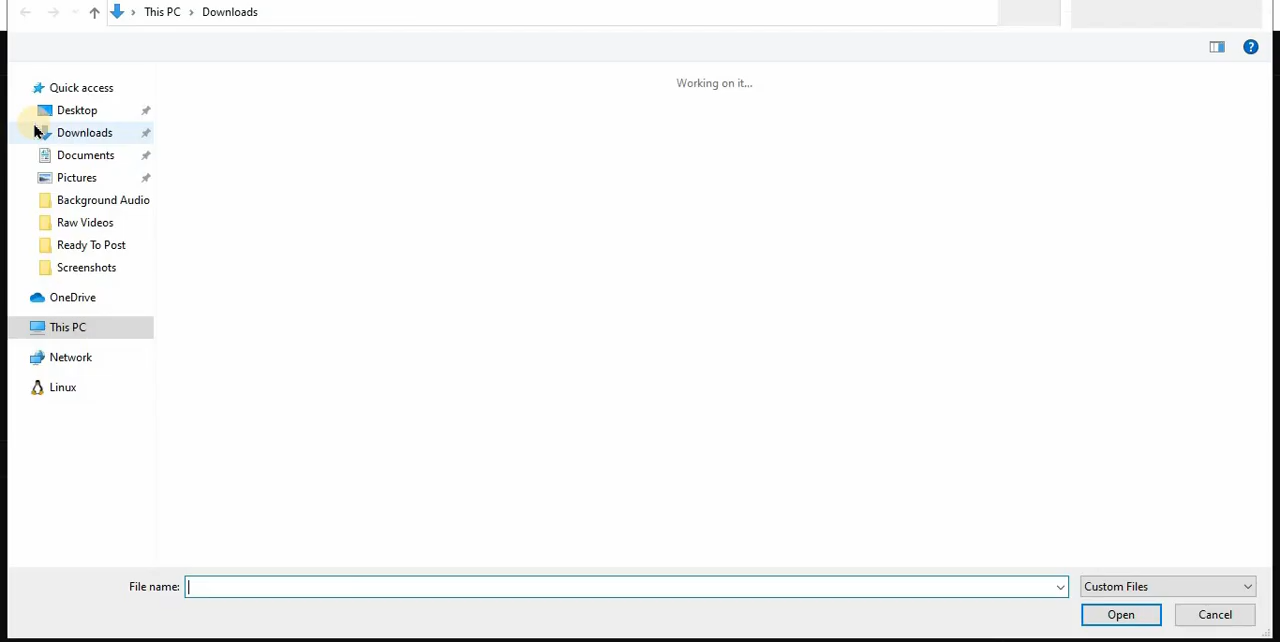 This PC > Downloads
?
Working on it...
Quick access
Desktop
Downloads
Documents
Pictures
Background Audio
Raw Videos
Ready To Post
Screenshots
OneDrive
This PC
Network
Linux
File name:
Custom Files
Open
Cancel